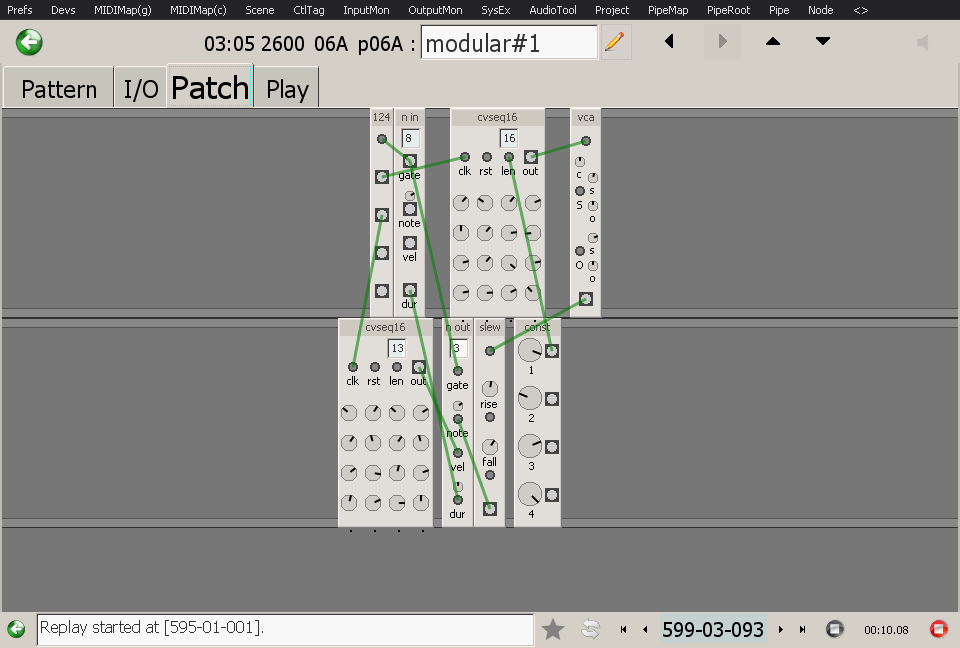 Prefs Devs MIDIMap(g) MIDIMap(c) Scene CtlTag InputMon OutputMon SysEx AudioTool Project PipeMap PipeRoot Pipe Node <>
03:05 2600 06A p06A : modular#1
Pattern I/O Patch Play
124 n in cvseq16 vca
8 16
gate clk rst len out
c s
note S o
vel s
O o
dur
cvseq16 n out slew const
13 3
clk rst len out gate 1
rise
note 2
vel fall 3
dur 4
Replay started at [595-01-001]. 599-03-093 00:10.08